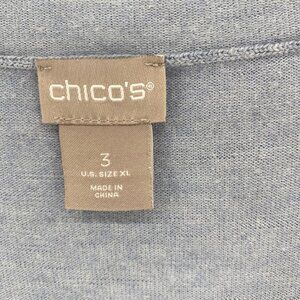 chico's®
3
U.S. SIZE XL
MADE IN
CHINA